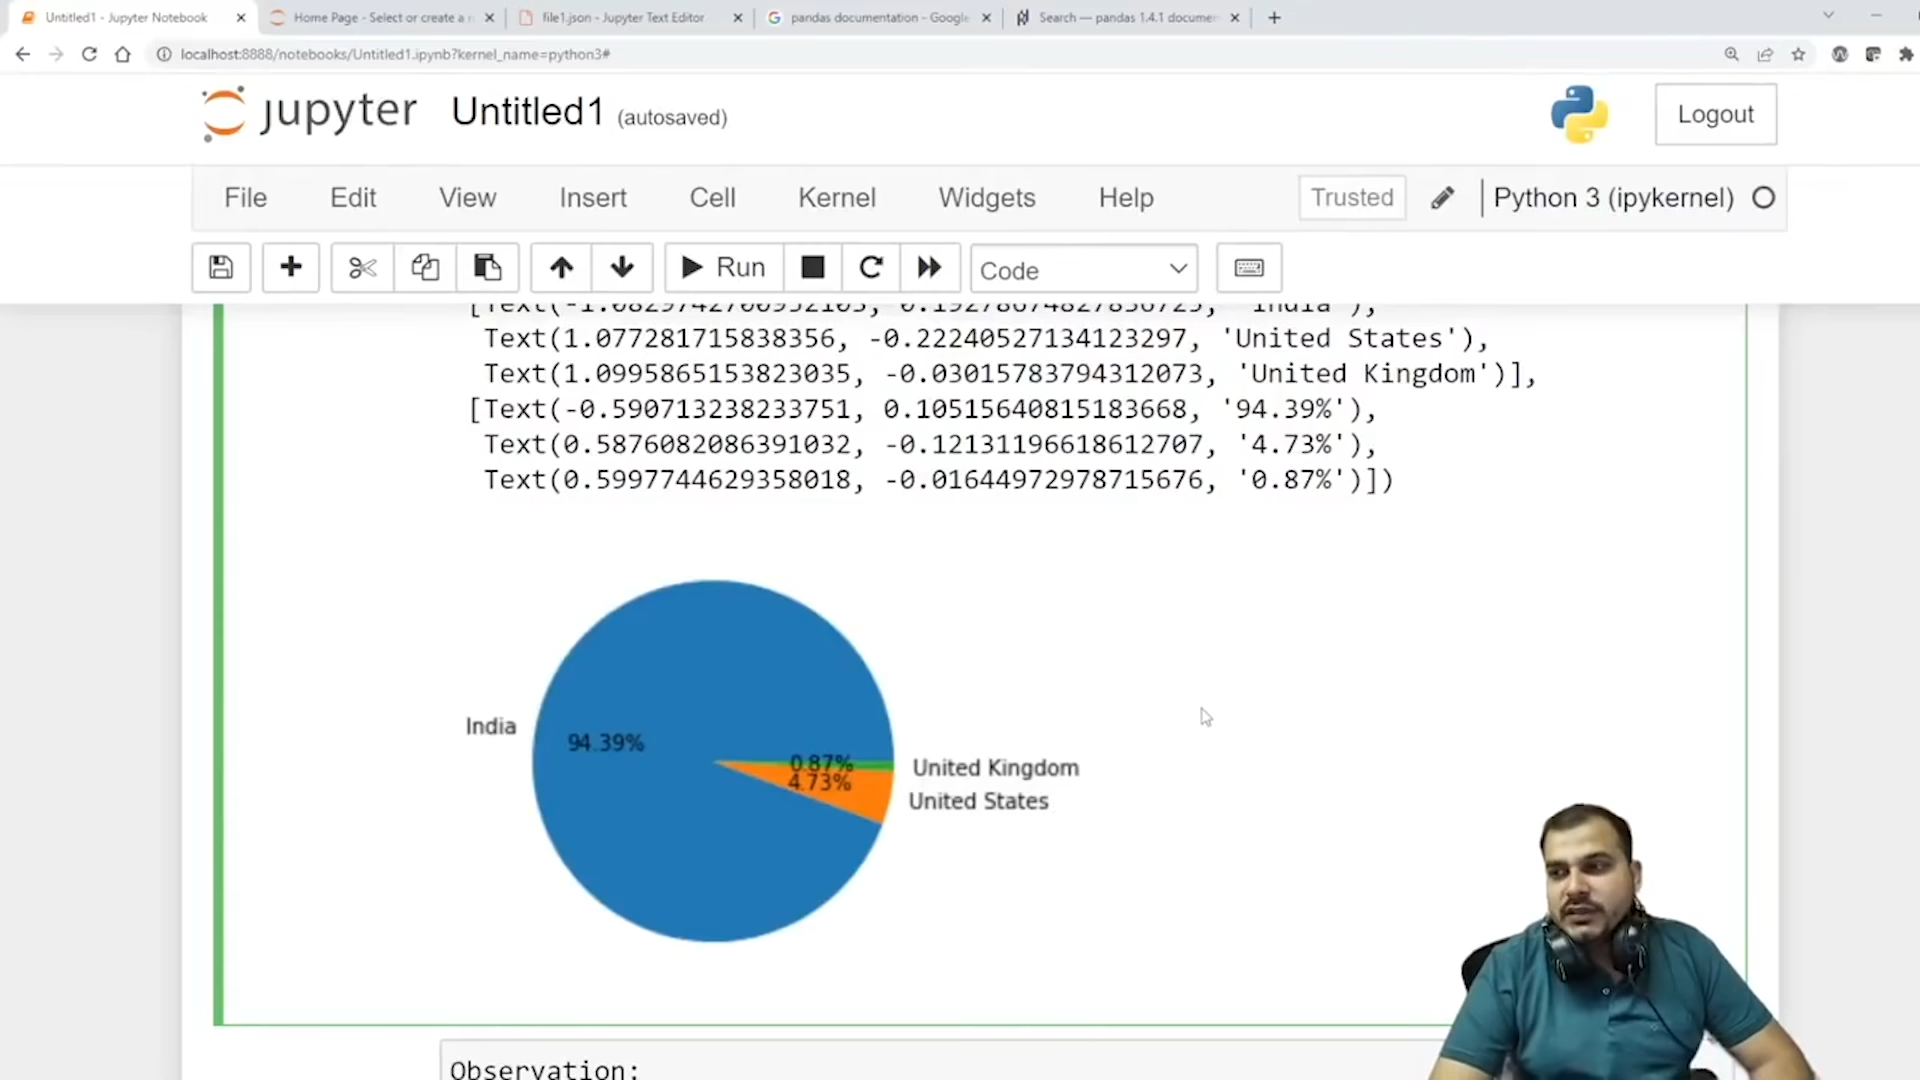 Untitled1 - Jupyter Notebook
Home Page - Select or create a n
file1.json - Jupyter Text Editor
pandas documentation - Google
Search — pandas 1.4.1 documen
localhost:8888/notebooks/Untitled1.ipynb?kernel_name=python3#
jupyter Untitled1 (autosaved)
Logout
File Edit View Insert Cell Kernel Widgets Help Trusted Python 3 (ipykernel)
Run Code
Text(1.077281715838356, -0.22240527134123297, 'United States'),
Text(1.0995865153823035, -0.03015783794312073, 'United Kingdom')],
[Text(-0.590713238233751, 0.10515640815183668, '94.39%'),
Text(0.5876082086391032, -0.12131196618612707, '4.73%'),
Text(0.5997744629358018, -0.01644972978715676, '0.87%')])
India
94.39%
0.87%
4.73%
United Kingdom
United States
Observation: